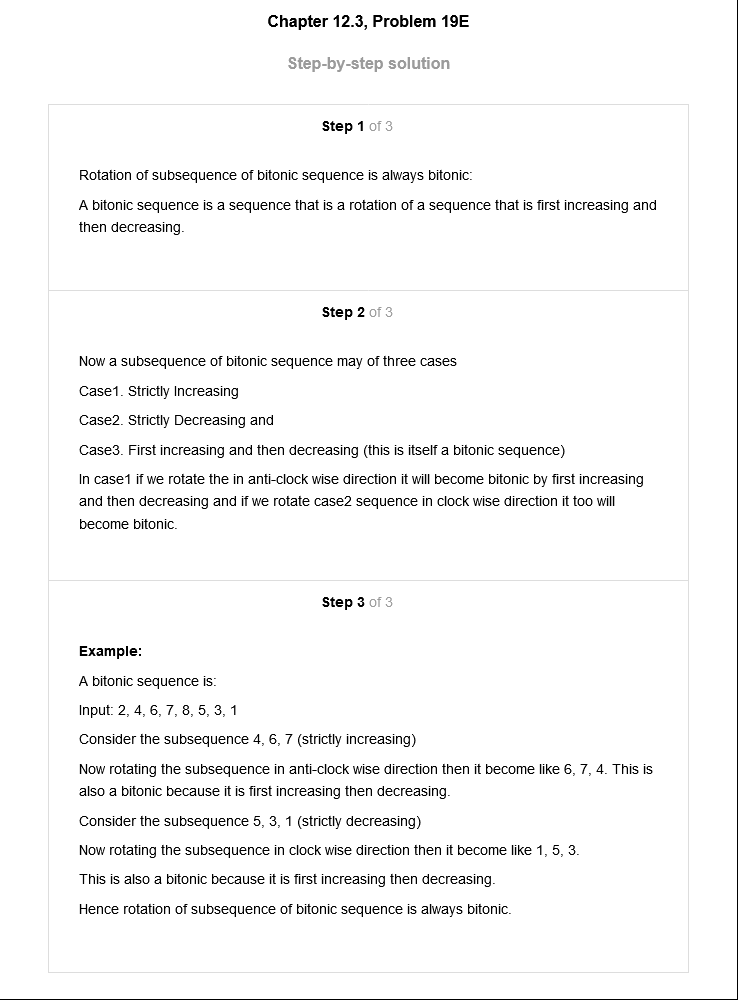 Chapter 12.3, Problem 19E
Step-by-step solution
Step 1 of 3
Rotation of subsequence of bitonic sequence is always bitonic:
A bitonic sequence is a sequence that is a rotation of a sequence that is first increasing and
then decreasing.
Step 2 of 3
Now a subsequence of bitonic sequence may of three cases
Case1. Strictly Increasing
Case2. Strictly Decreasing and
Case3. First increasing and then decreasing (this is itself a bitonic sequence)
In case1 if we rotate the in anti-clock wise direction it will become bitonic by first increasing
and then decreasing and if we rotate case2 sequence in clock wise direction it too will
become bitonic.
Step 3 of 3
Example:
A bitonic sequence is:
Input: 2, 4, 6, 7, 8, 5, 3, 1
Consider the subsequence 4, 6, 7 (strictly increasing)
Now rotating the subsequence in anti-clock wise direction then it become like 6, 7, 4. This is
also a bitonic because it is first increasing then decreasing.
Consider the subsequence 5, 3, 1 (strictly decreasing)
Now rotating the subsequence in clock wise direction then it become like 1, 5, 3.
This is also a bitonic because it is first increasing then decreasing.
Hence rotation of subsequence of bitonic sequence is always bitonic.